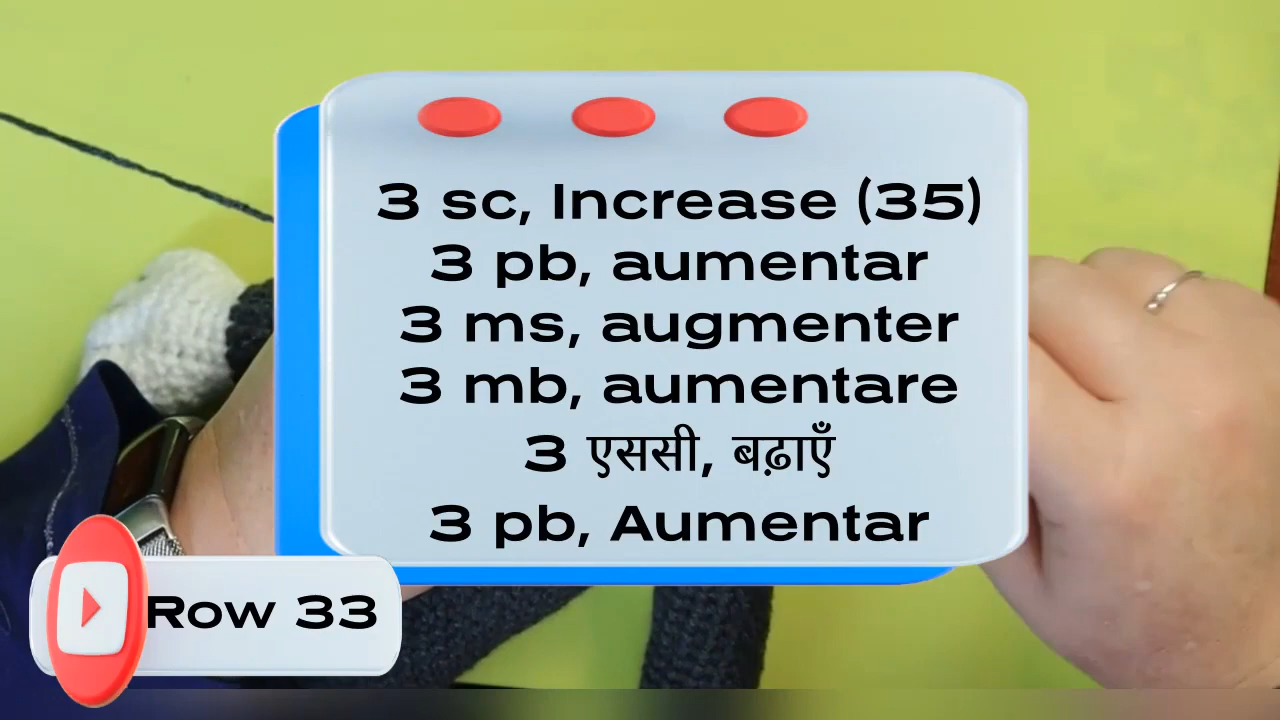 3 sc, Increase (35)
3 pb, aumentar
3 ms, augmenter
3 mb, aumentare
3 एससी, बढ़ाएँ
3 pb, Aumentar
Row 33